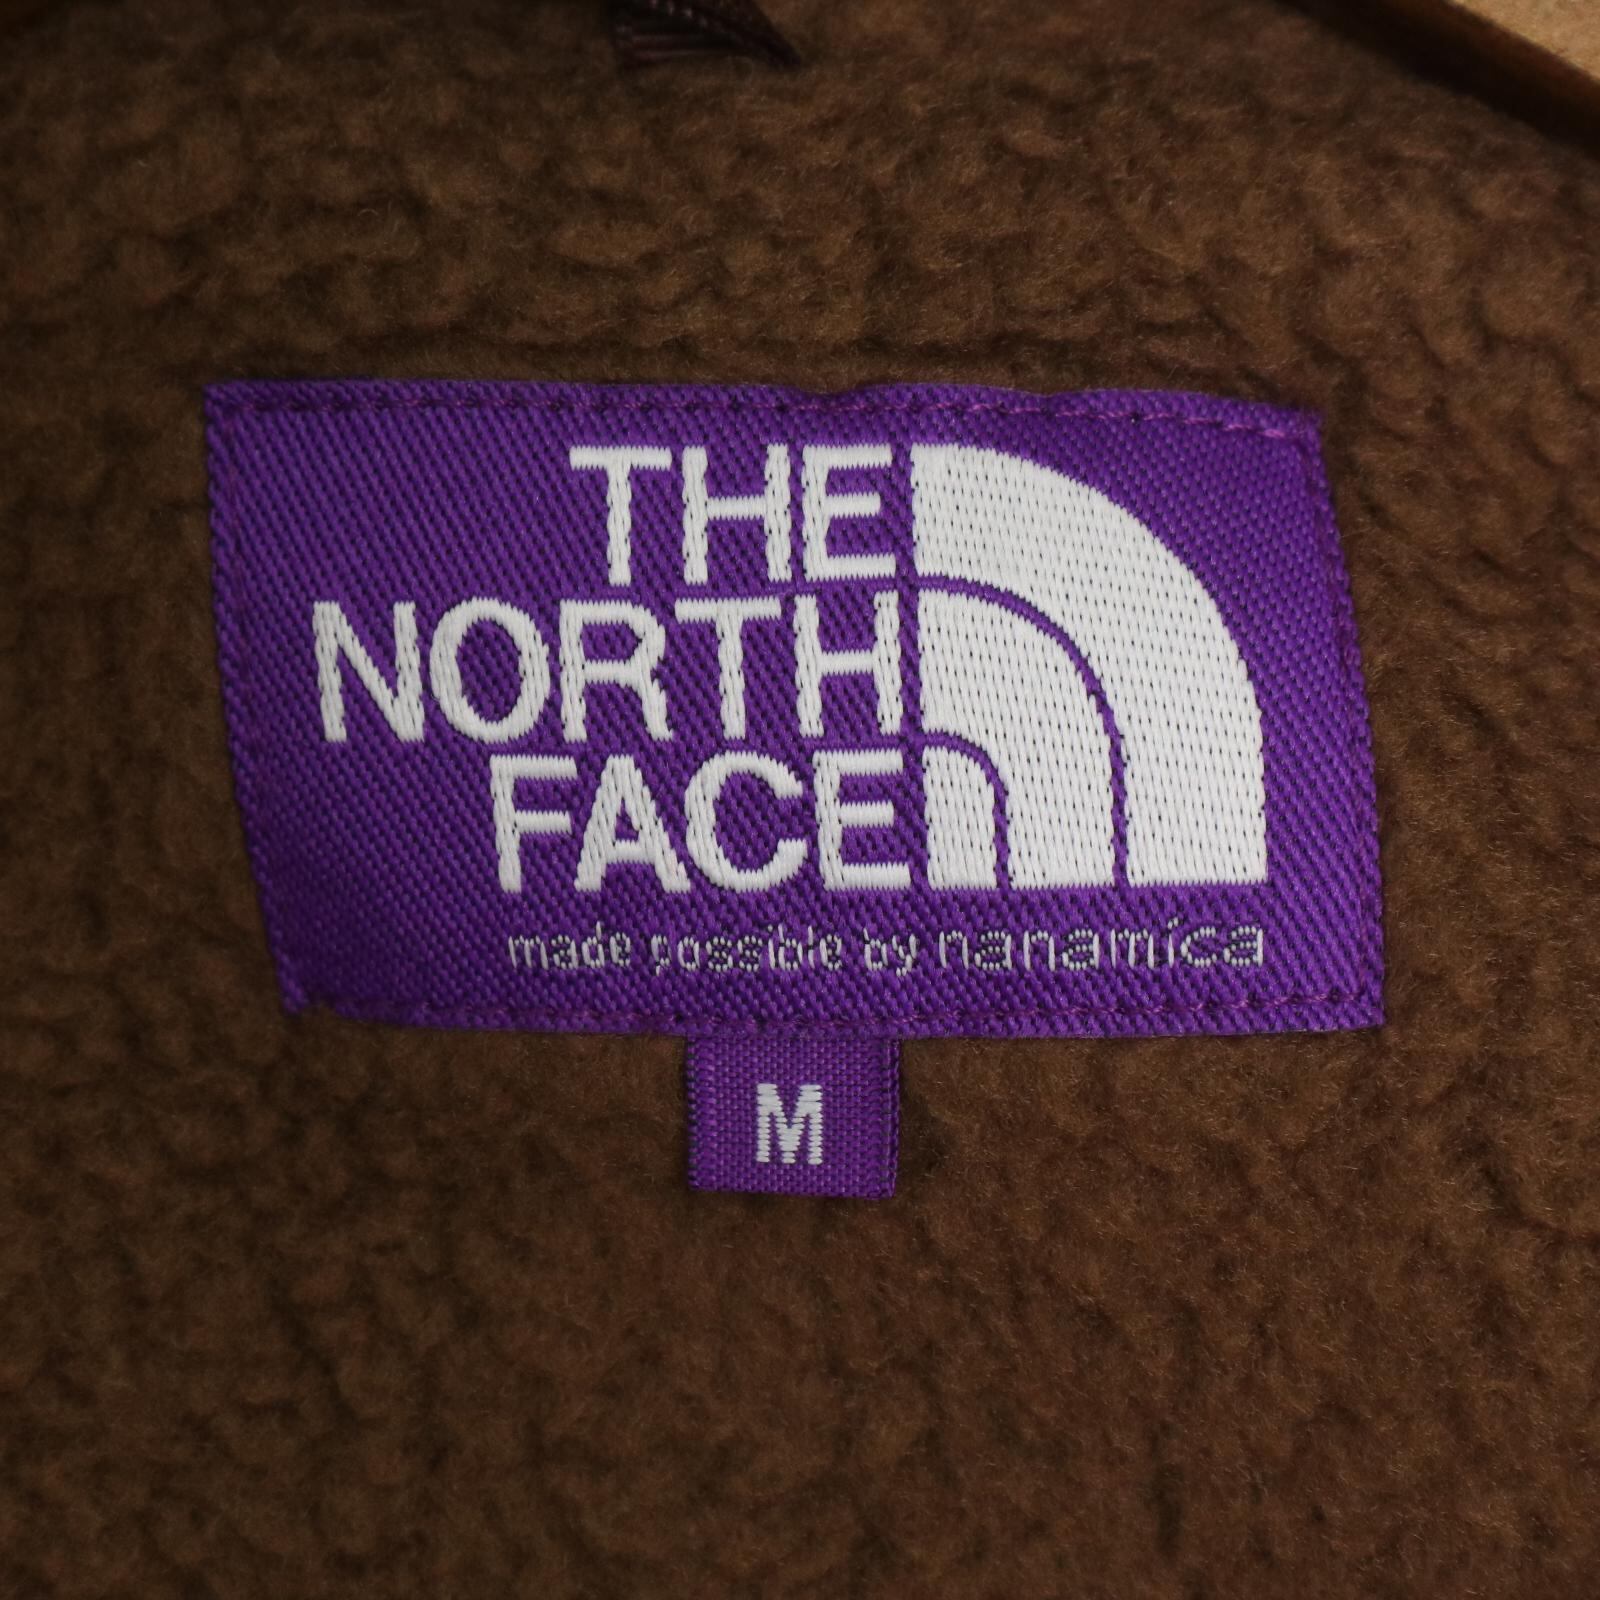 THE
NORTH
FACE
made possible by nanamica
M